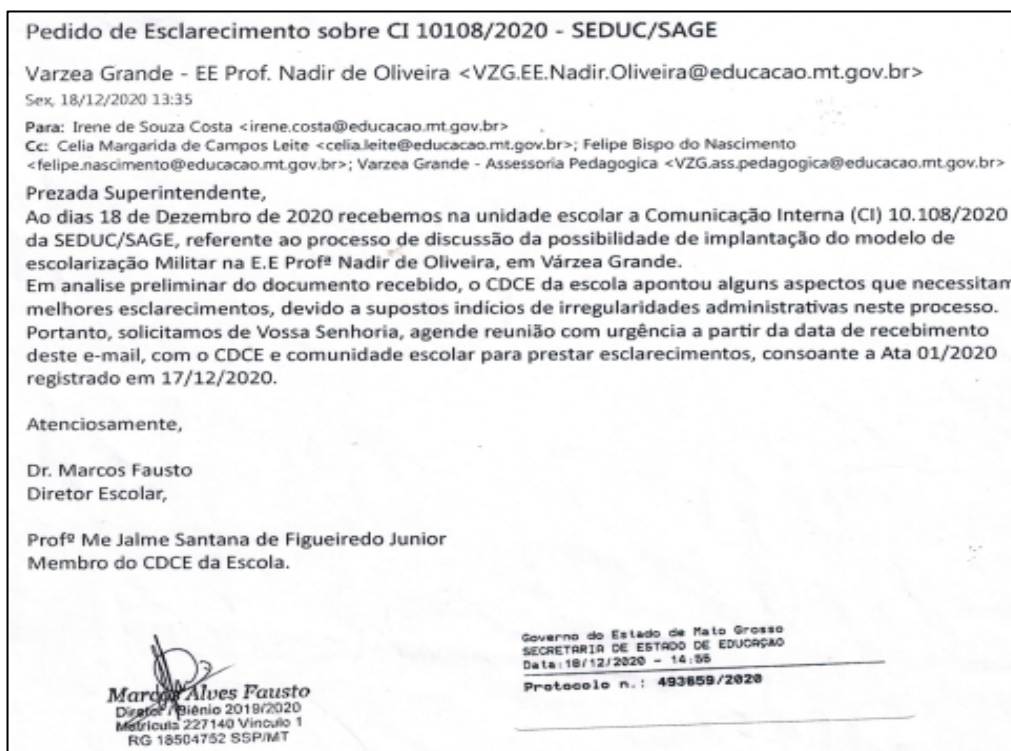 Pedido de Esclarecimento sobre CI 10108/2020 - SEDUC/SAGE
Varzea Grande - EE Prof. Nadir de Oliveira <VZG.EE.Nadir.Oliveira@educacao.mt.gov.br>
Sex, 18/12/2020 13:35
Para: Irene de Souza Costa <irene.costa@educacao.mt.gov.br>
Cc: Celia Margarida de Campos Leite <celia.leite@educacao.mt.gov.br>; Felipe Bispo do Nascimento
<felipe.nascimento@educacao.mt.gov.br>; Varzea Grande - Assessoria Pedagogica <VZG.ass.pedagogica@educacao.mt.gov.br>
Prezada Superintendente,
Ao dias 18 de Dezembro de 2020 recebemos na unidade escolar a Comunicação Interna (CI) 10.108/2020
da SEDUC/SAGE, referente ao processo de discussão da possibilidade de implantação do modelo de
escolarização Militar na E.E Profª Nadir de Oliveira, em Várzea Grande.
Em analise preliminar do documento recebido, o CDCE da escola apontou alguns aspectos que necessitam
melhores esclarecimentos, devido a supostos indícios de irregularidades administrativas neste processo.
Portanto, solicitamos de Vossa Senhoria, agende reunião com urgência a partir da data de recebimento
deste e-mail, com o CDCE e comunidade escolar para prestar esclarecimentos, consoante a Ata 01/2020
registrado em 17/12/2020.
Atenciosamente,
Dr. Marcos Fausto
Diretor Escolar,
Profº Me Jalme Santana de Figueiredo Junior
Membro do CDCE da Escola.
Marcos Alves Fausto
Diretor / Biênio 2019/2020
Matrícula 227140 Vinculo 1
RG 18504752 SSP/MT
Governo do Estado de Mato Grosso
SECRETARIA DE ESTADO DE EDUCAÇÃO
Data:18/12/2020 - 14:55
Protocolo n.: 493659/2020